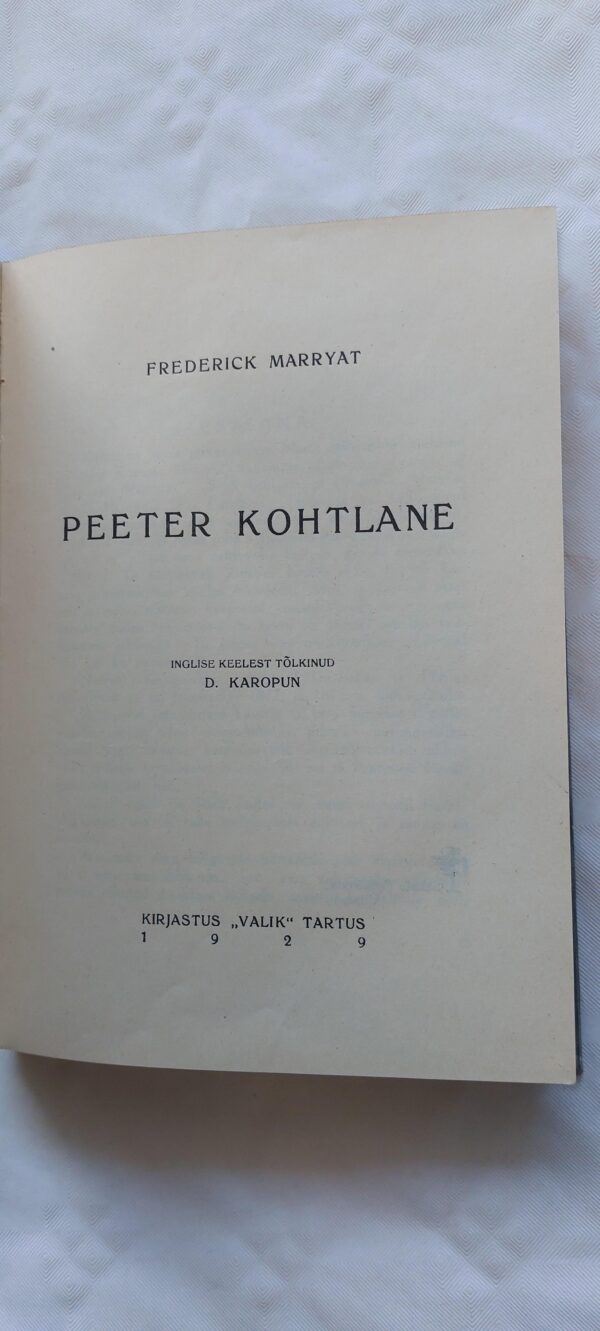 FREDERICK MARRYAT
PEETER KOHTLANE
INGLISE KEELEST TÕLKINUD
D. KAROPUN
KIRJASTUS „VALIK“ TARTUS
1 9 2 9